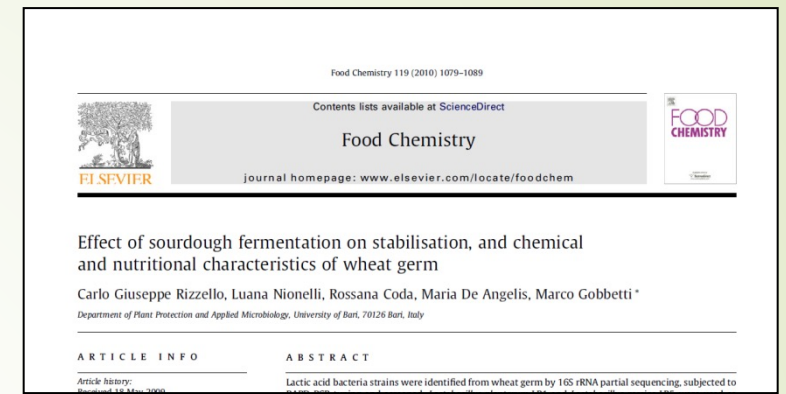 Food Chemistry 119 (2010) 1079–1089
Contents lists available at ScienceDirect
Food Chemistry
journal homepage: www.elsevier.com/locate/foodchem
ELSEVIER
FOOD
CHEMISTRY
Effect of sourdough fermentation on stabilisation, and chemical
and nutritional characteristics of wheat germ
Carlo Giuseppe Rizzello, Luana Nionelli, Rossana Coda, Maria De Angelis, Marco Gobbetti *
Department of Plant Protection and Applied Microbiology, University of Bari, 70126 Bari, Italy
ARTICLE INFO
ABSTRACT
Article history:
Received 18 May 2009
Lactic acid bacteria strains were identified from wheat germ by 16S rRNA partial sequencing, subjected to